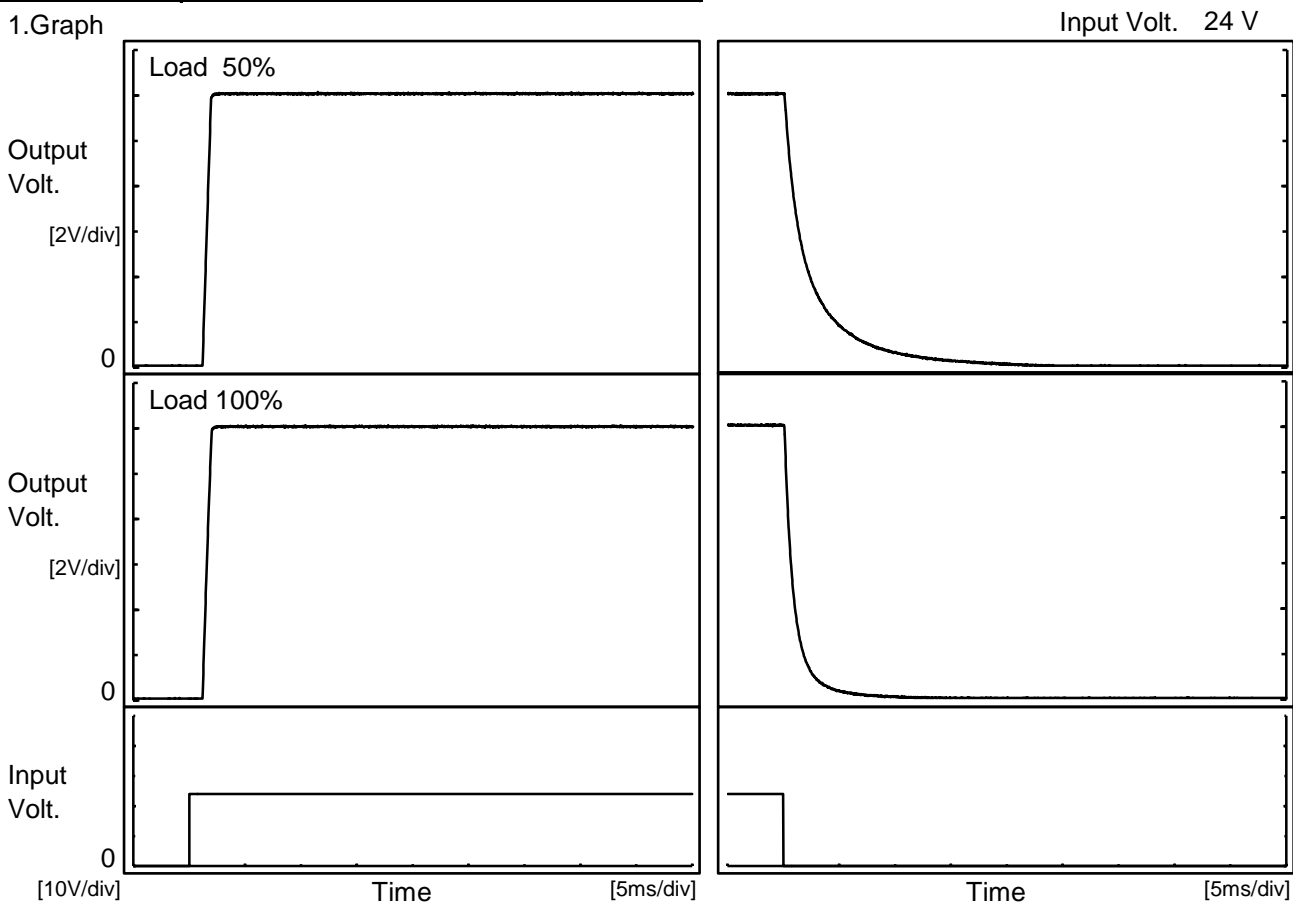 1.Graph
Input Volt. 24 V
Load 50%
Output
Volt.
[2V/div]
0
Load 100%
Output
Volt.
[2V/div]
0
Input
Volt.
0
[10V/div]
Time
[5ms/div]
Time
[5ms/div]